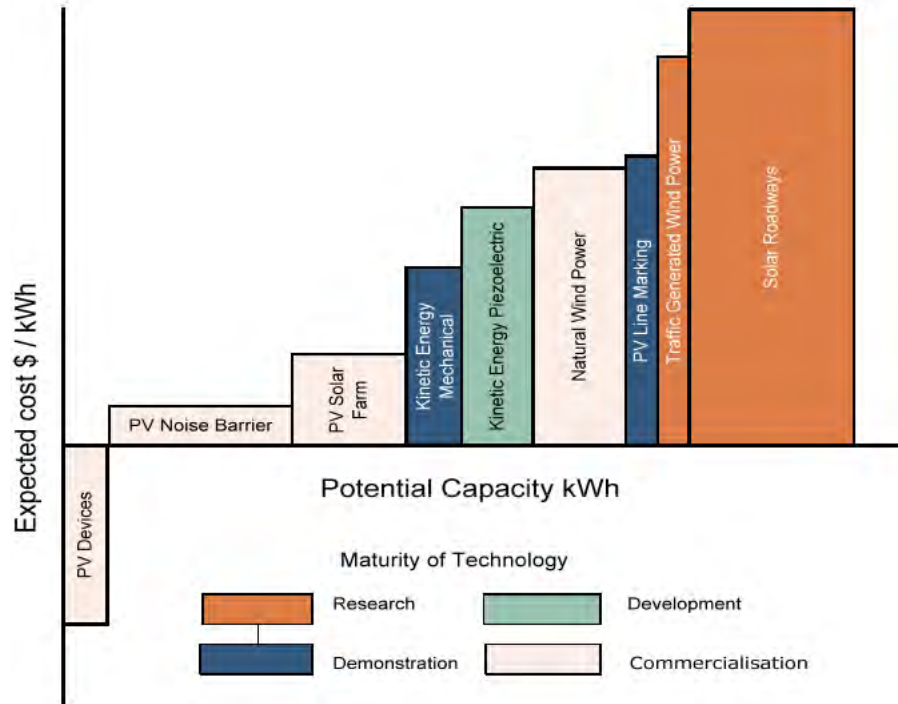 Expected cost $ / kWh
PV Devices
PV Noise Barrier
PV Solar
Farm
Kinetic Energy
Mechanical
Kinetic Energy Piezoelectric
Natural Wind Power
PV Line Marking
Traffic Generated Wind Power
Solar Roadways
Potential Capacity kWh
Maturity of Technology
Research
Development
Demonstration
Commercialisation